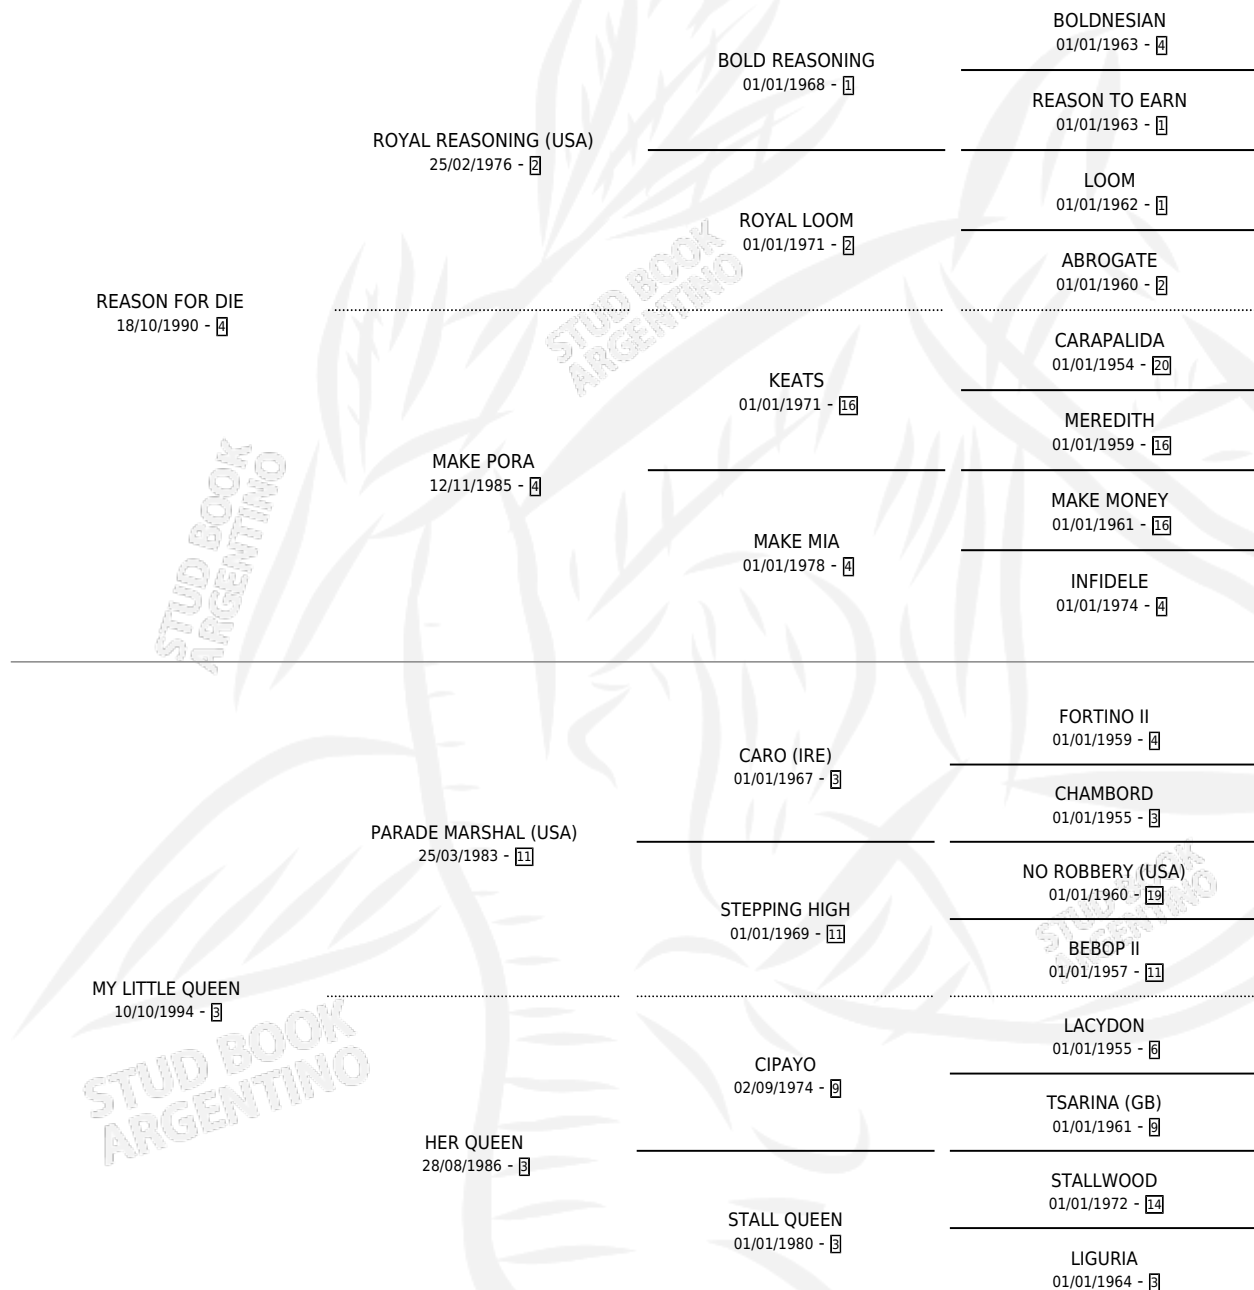 BOLDNESIAN
01/01/1963 - 4
BOLD REASONING
01/01/1968 - 1
REASON TO EARN
01/01/1963 - 1
ROYAL REASONING (USA)
25/02/1976 - 2
LOOM
01/01/1962 - 1
ROYAL LOOM
01/01/1971 - 2
ABROGATE
01/01/1960 - 2
REASON FOR DIE
18/10/1990 - 4
CARAPALIDA
01/01/1954 - 20
KEATS
01/01/1971 - 16
MEREDITH
01/01/1959 - 16
MAKE PORA
12/11/1985 - 4
MAKE MONEY
01/01/1961 - 16
MAKE MIA
01/01/1978 - 4
INFIDELE
01/01/1974 - 4
STUD BOOK
ARGENTINO
STUD BOOK
ARGENTINO
FORTINO II
01/01/1959 - 4
CARO (IRE)
01/01/1967 - 3
CHAMBORD
01/01/1955 - 3
PARADE MARSHAL (USA)
25/03/1983 - 11
NO ROBBERY (USA)
01/01/1960 - 19
STEPPING HIGH
01/01/1969 - 11
BEBOP II
01/01/1957 - 11
STUD BOOK
ARGENTINO
MY LITTLE QUEEN
10/10/1994 - 3
LACYDON
01/01/1955 - 6
CIPAYO
02/09/1974 - 9
TSARINA (GB)
01/01/1961 - 9
HER QUEEN
28/08/1986 - 3
STALLWOOD
01/01/1972 - 14
STALL QUEEN
01/01/1980 - 3
LIGURIA
01/01/1964 - 3
STUD BOOK
ARGENTINO